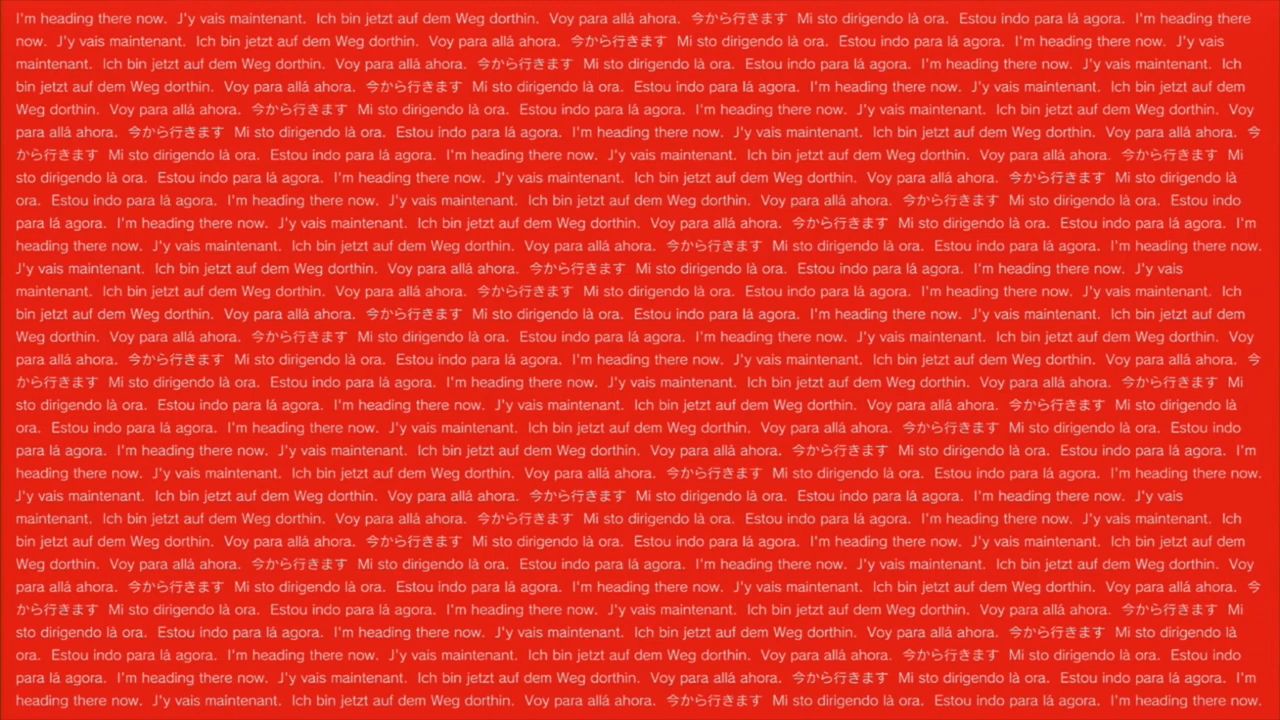 I'm heading there now. J'y vais maintenant. Ich bin jetzt auf dem Weg dorthin. Voy para allá ahora. 今から行きます Mi sto dirigendo là ora. Estou indo para lá agora. I'm heading there
now. J'y vais maintenant. Ich bin jetzt auf dem Weg dorthin. Voy para allá ahora. 今から行きます Mi sto dirigendo là ora. Estou indo para lá agora. I'm heading there now. J'y vais
maintenant. Ich bin jetzt auf dem Weg dorthin. Voy para allá ahora. 今から行きます Mi sto dirigendo là ora. Estou indo para lá agora. I'm heading there now. J'y vais maintenant. Ich
bin jetzt auf dem Weg dorthin. Voy para allá ahora. 今から行きます Mi sto dirigendo là ora. Estou indo para lá agora. I'm heading there now. J'y vais maintenant. Ich bin jetzt auf dem
Weg dorthin. Voy para allá ahora. 今から行きます Mi sto dirigendo là ora. Estou indo para lá agora. I'm heading there now. J'y vais maintenant. Ich bin jetzt auf dem Weg dorthin. Voy
para allá ahora. 今から行きます Mi sto dirigendo là ora. Estou indo para lá agora. I'm heading there now. J'y vais maintenant. Ich bin jetzt auf dem Weg dorthin. Voy para allá ahora. 今
から行きます Mi sto dirigendo là ora. Estou indo para lá agora. I'm heading there now. J'y vais maintenant. Ich bin jetzt auf dem Weg dorthin. Voy para allá ahora. 今から行きます Mi
sto dirigendo là ora. Estou indo para lá agora. I'm heading there now. J'y vais maintenant. Ich bin jetzt auf dem Weg dorthin. Voy para allá ahora. 今から行きます Mi sto dirigendo là
ora. Estou indo para lá agora. I'm heading there now. J'y vais maintenant. Ich bin jetzt auf dem Weg dorthin. Voy para allá ahora. 今から行きます Mi sto dirigendo là ora. Estou indo
para lá agora. I'm heading there now. J'y vais maintenant. Ich bin jetzt auf dem Weg dorthin. Voy para allá ahora. 今から行きます Mi sto dirigendo là ora. Estou indo para lá agora. I'm
heading there now. J'y vais maintenant. Ich bin jetzt auf dem Weg dorthin. Voy para allá ahora. 今から行きます Mi sto dirigendo là ora. Estou indo para lá agora. I'm heading there now.
J'y vais maintenant. Ich bin jetzt auf dem Weg dorthin. Voy para allá ahora. 今から行きます Mi sto dirigendo là ora. Estou indo para lá agora. I'm heading there now. J'y vais
maintenant. Ich bin jetzt auf dem Weg dorthin. Voy para allá ahora. 今から行きます Mi sto dirigendo là ora. Estou indo para lá agora. I'm heading there now. J'y vais maintenant. Ich
bin jetzt auf dem Weg dorthin. Voy para allá ahora. 今から行きます Mi sto dirigendo là ora. Estou indo para lá agora. I'm heading there now. J'y vais maintenant. Ich bin jetzt auf dem
Weg dorthin. Voy para allá ahora. 今から行きます Mi sto dirigendo là ora. Estou indo para lá agora. I'm heading there now. J'y vais maintenant. Ich bin jetzt auf dem Weg dorthin. Voy
para allá ahora. 今から行きます Mi sto dirigendo là ora. Estou indo para lá agora. I'm heading there now. J'y vais maintenant. Ich bin jetzt auf dem Weg dorthin. Voy para allá ahora. 今
から行きます Mi sto dirigendo là ora. Estou indo para lá agora. I'm heading there now. J'y vais maintenant. Ich bin jetzt auf dem Weg dorthin. Voy para allá ahora. 今から行きます Mi
sto dirigendo là ora. Estou indo para lá agora. I'm heading there now. J'y vais maintenant. Ich bin jetzt auf dem Weg dorthin. Voy para allá ahora. 今から行きます Mi sto dirigendo là
ora. Estou indo para lá agora. I'm heading there now. J'y vais maintenant. Ich bin jetzt auf dem Weg dorthin. Voy para allá ahora. 今から行きます Mi sto dirigendo là ora. Estou indo
para lá agora. I'm heading there now. J'y vais maintenant. Ich bin jetzt auf dem Weg dorthin. Voy para allá ahora. 今から行きます Mi sto dirigendo là ora. Estou indo para lá agora. I'm
heading there now. J'y vais maintenant. Ich bin jetzt auf dem Weg dorthin. Voy para allá ahora. 今から行きます Mi sto dirigendo là ora. Estou indo para lá agora. I'm heading there now.
J'y vais maintenant. Ich bin jetzt auf dem Weg dorthin. Voy para allá ahora. 今から行きます Mi sto dirigendo là ora. Estou indo para lá agora. I'm heading there now. J'y vais
maintenant. Ich bin jetzt auf dem Weg dorthin. Voy para allá ahora. 今から行きます Mi sto dirigendo là ora. Estou indo para lá agora. I'm heading there now. J'y vais maintenant. Ich
bin jetzt auf dem Weg dorthin. Voy para allá ahora. 今から行きます Mi sto dirigendo là ora. Estou indo para lá agora. I'm heading there now. J'y vais maintenant. Ich bin jetzt auf dem
Weg dorthin. Voy para allá ahora. 今から行きます Mi sto dirigendo là ora. Estou indo para lá agora. I'm heading there now. J'y vais maintenant. Ich bin jetzt auf dem Weg dorthin. Voy
para allá ahora. 今から行きます Mi sto dirigendo là ora. Estou indo para lá agora. I'm heading there now. J'y vais maintenant. Ich bin jetzt auf dem Weg dorthin. Voy para allá ahora. 今
から行きます Mi sto dirigendo là ora. Estou indo para lá agora. I'm heading there now. J'y vais maintenant. Ich bin jetzt auf dem Weg dorthin. Voy para allá ahora. 今から行きます Mi
sto dirigendo là ora. Estou indo para lá agora. I'm heading there now. J'y vais maintenant. Ich bin jetzt auf dem Weg dorthin. Voy para allá ahora. 今から行きます Mi sto dirigendo là
ora. Estou indo para lá agora. I'm heading there now. J'y vais maintenant. Ich bin jetzt auf dem Weg dorthin. Voy para allá ahora. 今から行きます Mi sto dirigendo là ora. Estou indo
para lá agora. I'm heading there now. J'y vais maintenant. Ich bin jetzt auf dem Weg dorthin. Voy para allá ahora. 今から行きます Mi sto dirigendo là ora. Estou indo para lá agora. I'm
heading there now. J'y vais maintenant. Ich bin jetzt auf dem Weg dorthin. Voy para allá ahora. 今から行きます Mi sto dirigendo là ora. Estou indo para lá agora. I'm heading there now.